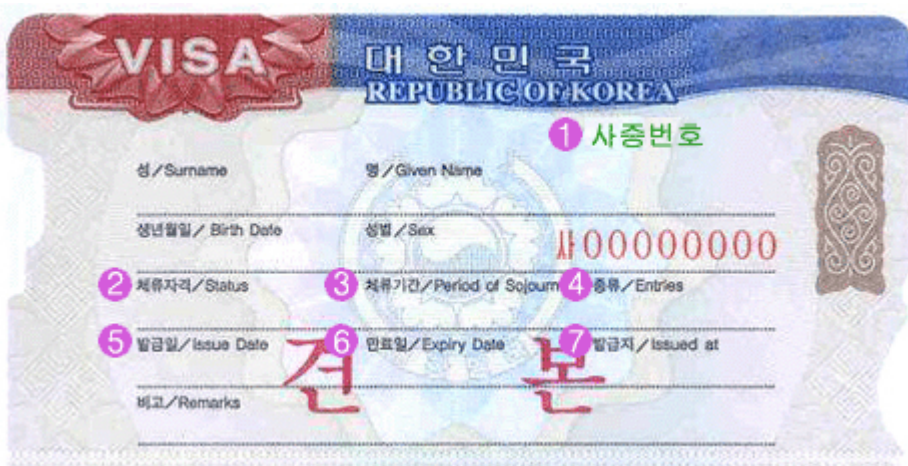 VISA 대한민국
REPUBLIC OF KOREA
1 사증번호
성/Surname 명/Given Name
생년월일/Birth Date 성별/Sex
사00000000
2 체류자격/Status 3 체류기간/Period of Sojourn 4 종류/Entries
5 발급일/Issue Date 6 만료일/Expiry Date 7 발급지/Issued at
견본
비고/Remarks